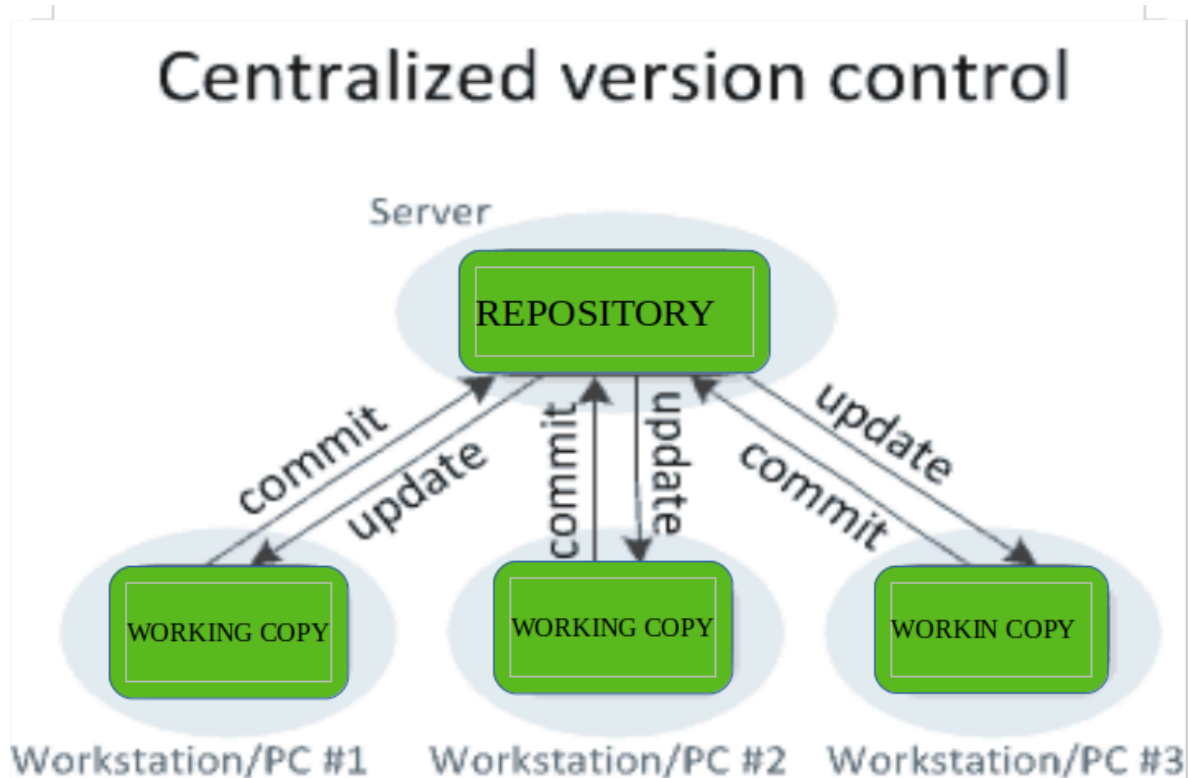 Centralized version control
Server
REPOSITORY
commit
update
commit
update
commit
update
WORKING COPY
WORKING COPY
WORKIN COPY
Workstation/PC #1
Workstation/PC #2
Workstation/PC #3